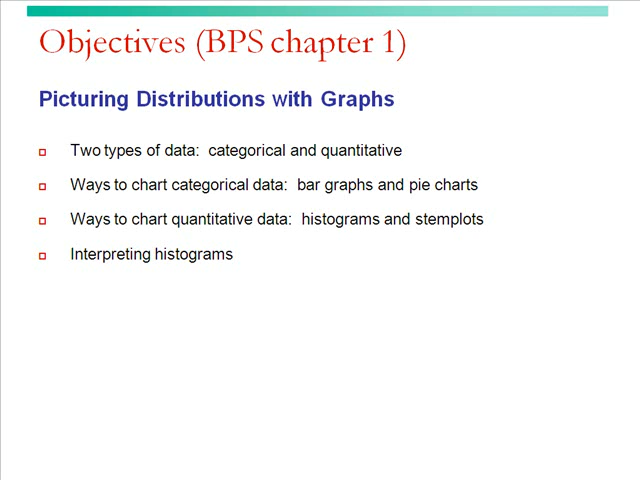 Objectives (BPS chapter 1)
Picturing Distributions with Graphs
Two types of data:  categorical and quantitative
Ways to chart categorical data:  bar graphs and pie charts
Ways to chart quantitative data:  histograms and stemplots
Interpreting histograms